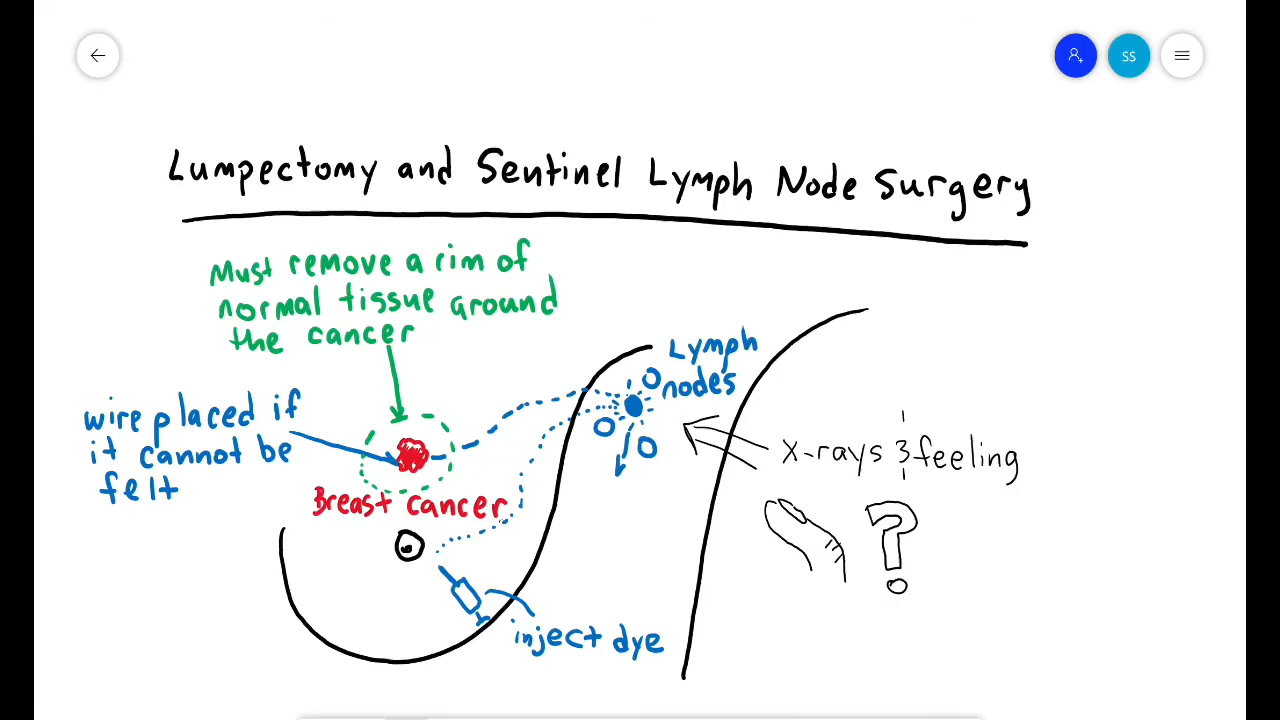 SS
Lumpectomy and Sentinel Lymph Node Surgery
Must remove a rim of
normal tissue around
the cancer
Lymph
nodes
wire placed if
it cannot be
felt
X-rays & feeling
Breast cancer
?
inject dye